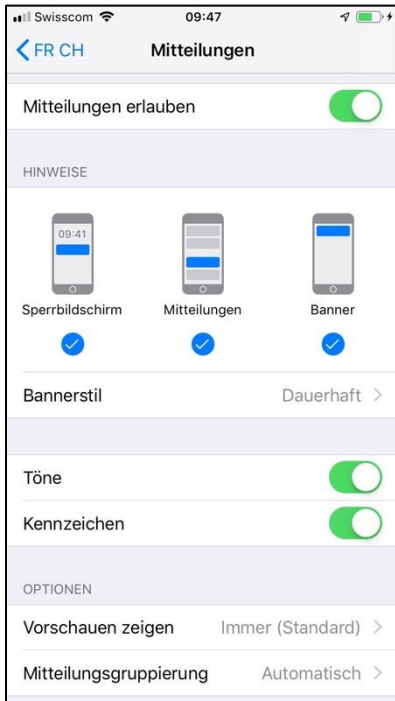 Swisscom 09:47
FR CH Mitteilungen
Mitteilungen erlauben
HINWEISE
09:41
Sperrbildschirm Mitteilungen Banner
Bannerstil Dauerhaft
Töne
Kennzeichen
OPTIONEN
Vorschauen zeigen Immer (Standard)
Mitteilungsgruppierung Automatisch